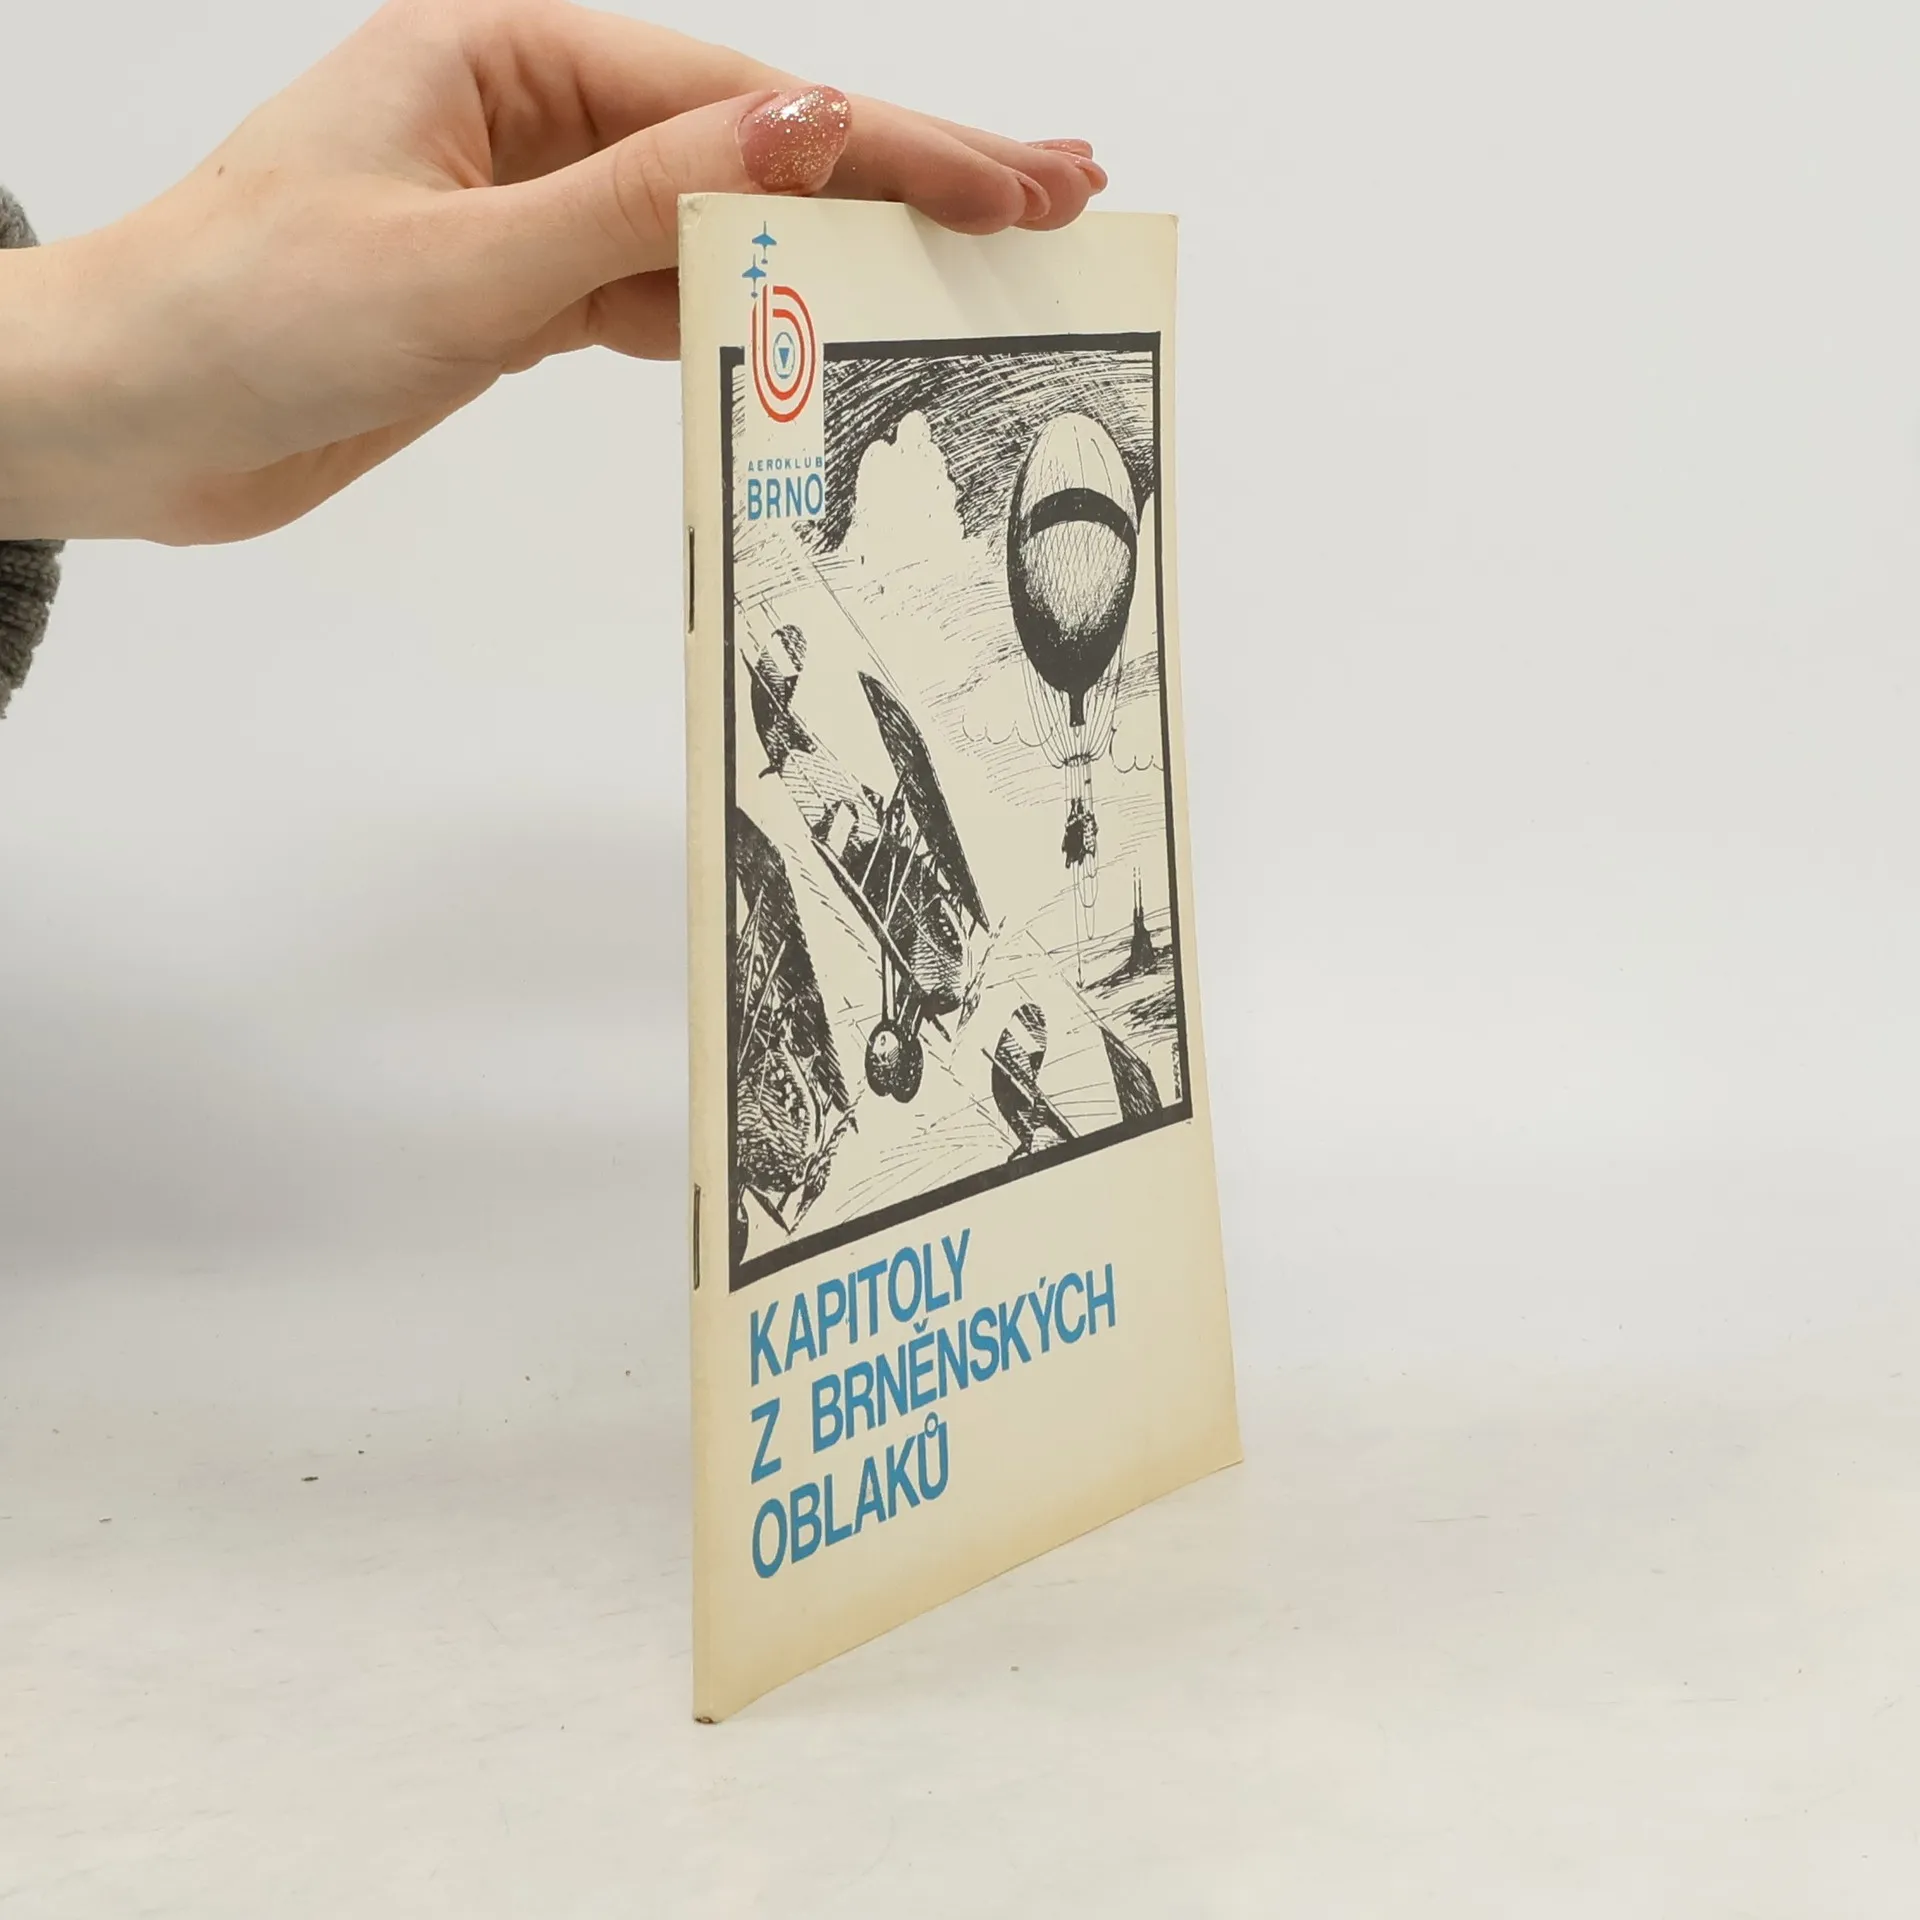 AEROKLUB
BRNO
KAPITOLY
Z BRNĚNSKÝCH
OBLAKŮ